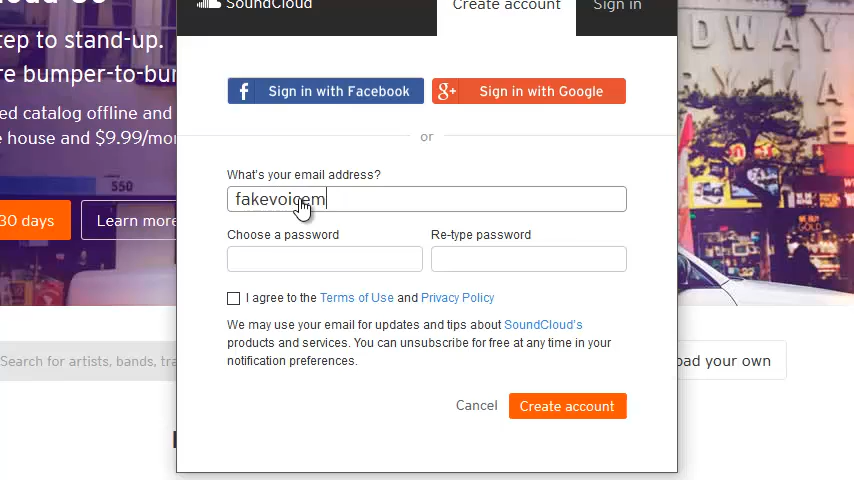 SoundCloud
Create account
Sign in
tep to stand-up.
re bumper-to-bu
ed catalog offline and
e house and $9.99/mor
550
30 days
Learn more
Sign in with Facebook
Sign in with Google
or
What's your email address?
fakevoicem
Choose a password
Re-type password
I agree to the Terms of Use and Privacy Policy
We may use your email for updates and tips about SoundCloud's
products and services. You can unsubscribe for free at any time in your
notification preferences.
Cancel
Create account
Search for artists, bands, tra
oad your own
DWAY